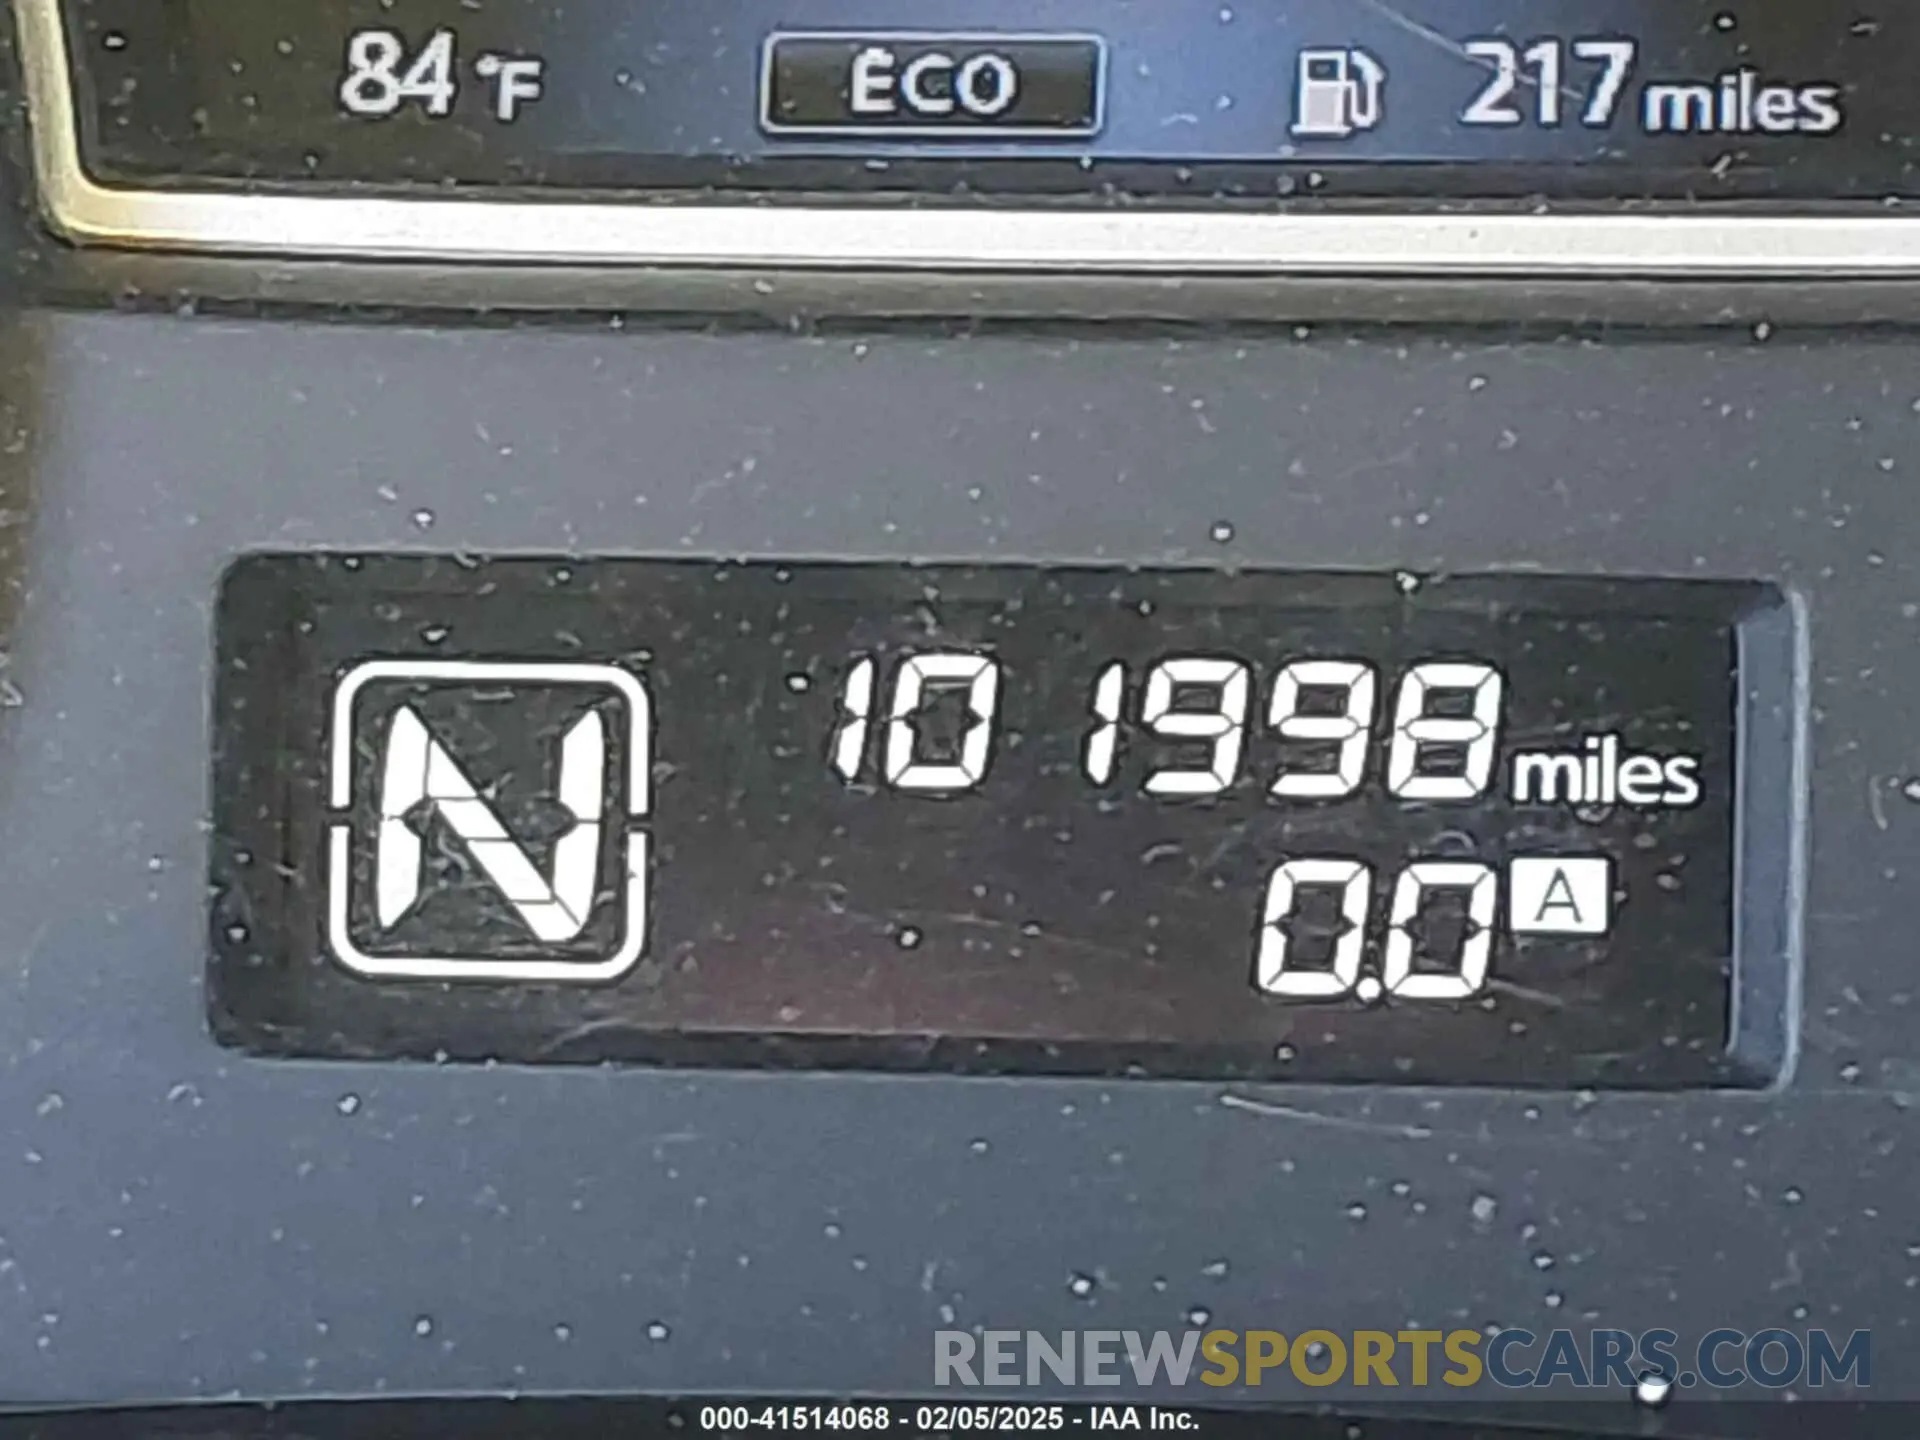 84 °F ECO 217 miles
N 101998 miles
0.0 A
RENEWSPORTSCARS.COM
000-41514068 - 02/05/2025 - IAA Inc.